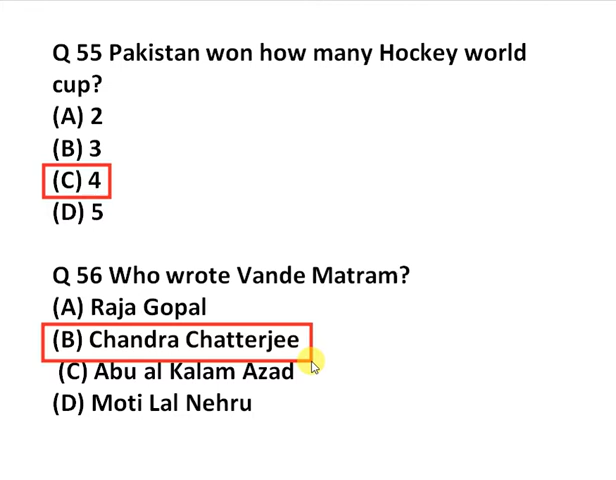 Q 55 Pakistan won how many Hockey world
cup?
(A) 2
(B) 3
(C) 4
(D) 5
Q 56 Who wrote Vande Matram?
(A) Raja Gopal
(B) Chandra Chatterjee
(C) Abu al Kalam Azad
(D) Moti Lal Nehru